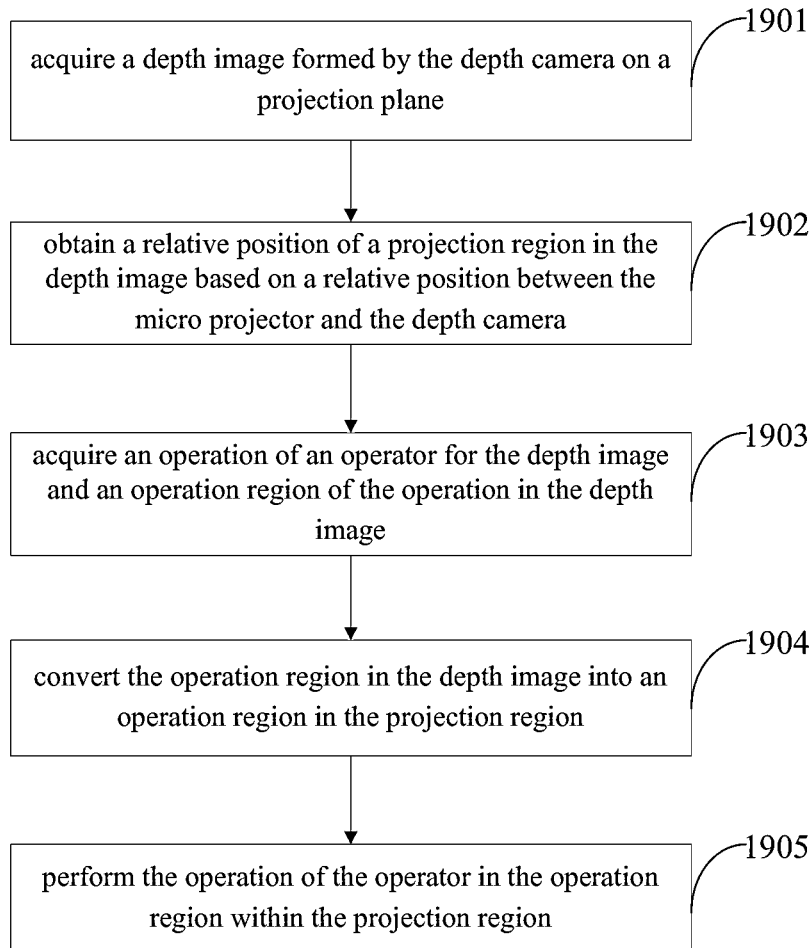 1901
acquire a depth image formed by the depth camera on a
projection plane
1902
obtain a relative position of a projection region in the
depth image based on a relative position between the
micro projector and the depth camera
1903
acquire an operation of an operator for the depth image
and an operation region of the operation in the depth
image
1904
convert the operation region in the depth image into an
operation region in the projection region
1905
perform the operation of the operator in the operation
region within the projection region